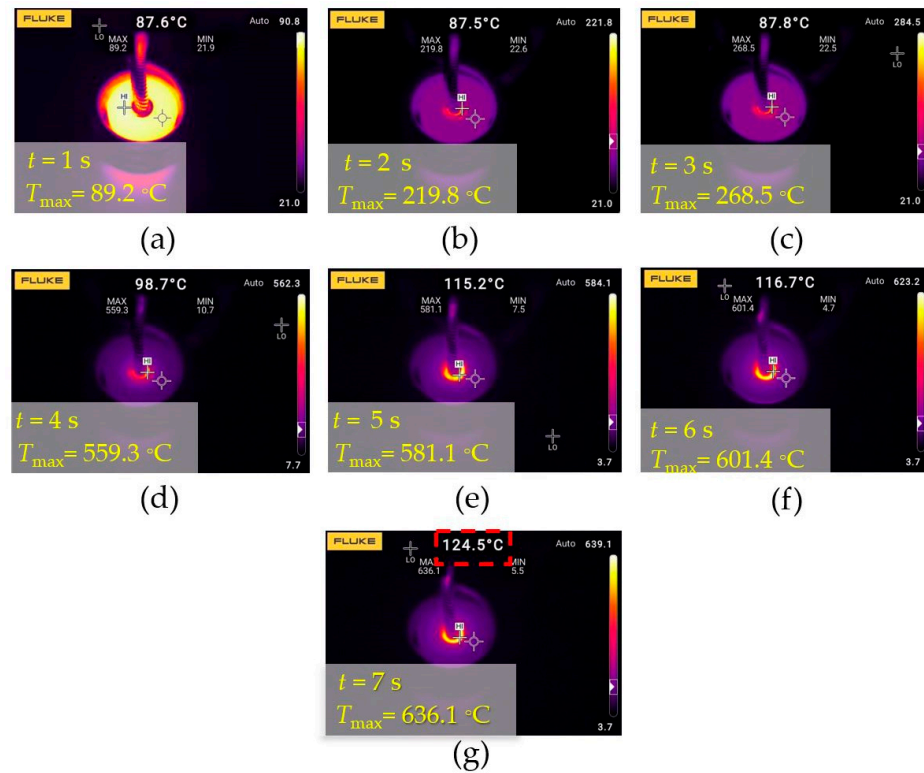 FLUKE
87.6°C
Auto 90.8
LO
MAX
89.2
MIN
21.9
HI
t = 1 s
Tmax= 89.2 °C
21.0
(a)
FLUKE
87.5°C
Auto 221.8
MAX
219.8
MIN
22.6
HI
t = 2 s
Tmax= 219.8 °C
21.0
(b)
FLUKE
87.8°C
Auto 284.5
MAX
268.5
MIN
22.5
LO
HI
t = 3 s
Tmax= 268.5 °C
21.0
(c)
FLUKE
98.7°C
Auto 562.3
MAX
559.3
MIN
10.7
LO
HI
t = 4 s
Tmax= 559.3 °C
7.7
(d)
FLUKE
115.2°C
Auto 584.1
MAX
581.1
MIN
7.5
HI
t = 5 s
Tmax= 581.1 °C
LO
3.7
(e)
FLUKE
116.7°C
Auto 623.2
LO
MAX
601.4
MIN
4.7
HI
t = 6 s
Tmax= 601.4 °C
3.7
(f)
FLUKE
124.5°C
Auto 639.1
LO
MAX
636.1
MIN
5.5
HI
t = 7 s
Tmax= 636.1 °C
3.7
(g)